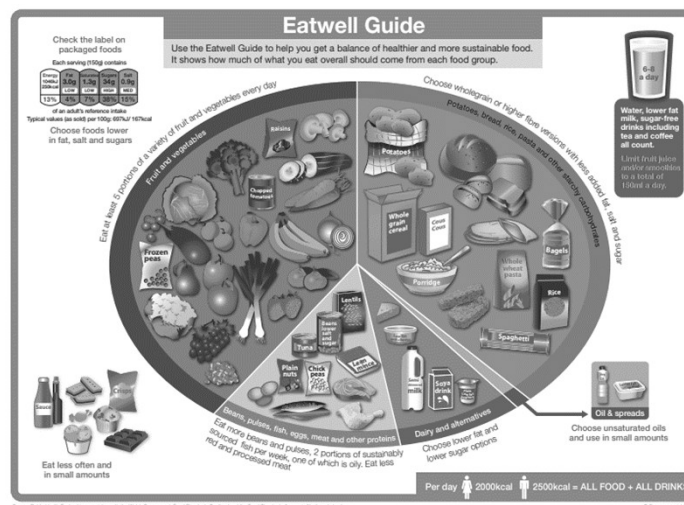 Eatwell Guide
Use the Eatwell Guide to help you get a balance of healthier and more sustainable food.
It shows how much of what you eat overall should come from each food group.
Check the label on
packaged foods
Each serving (150g) contains
Energy
1046kJ
250kcal
Fat
3.0g
LOW
1.3g
LOW
Sugars
34g
HIGH
Salt
0.9g
MED
13%
4%
7%
38%
15%
of an adult's reference intake
Typical values (as sold) per 100g: 697kJ/ 167kcal
Choose foods lower
in fat, salt and sugars
Eat at least 5 portions of a variety of fruit and vegetables every day
Fruit and vegetables
Raisins
Chopped
tomatoes
Frozen
peas
Choose wholegrain or higher fibre versions with less added fat, salt and sugar
Potatoes, bread, rice, pasta and other starchy carbohydrates
Potatoes
Whole
grain
cereal
Cous
Cous
Porridge
Whole
wheat
pasta
Bagels
Rice
Spaghetti
6-8
a day
Water, lower fat
milk, sugar-free
drinks including
tea and coffee
all count.
Limit fruit juice
and/or smoothies
to a total of
150ml a day.
Lentils
Beans
lower
salt
and
sugar
Tuna
Plain
nuts
Chick
peas
Lean
mince
Beans, pulses, fish, eggs, meat and other proteins
Eat more beans and pulses, 2 portions of sustainably
sourced fish per week, one of which is oily. Eat less
red and processed meat
milk
Soya
drink
Dairy and alternatives
Choose lower fat and
lower sugar options
Sauce
Eat less often and
in small amounts
Oil & spreads
Choose unsaturated oils
and use in small amounts
Per day 2000kcal 2500kcal = ALL FOOD + ALL DRINKS